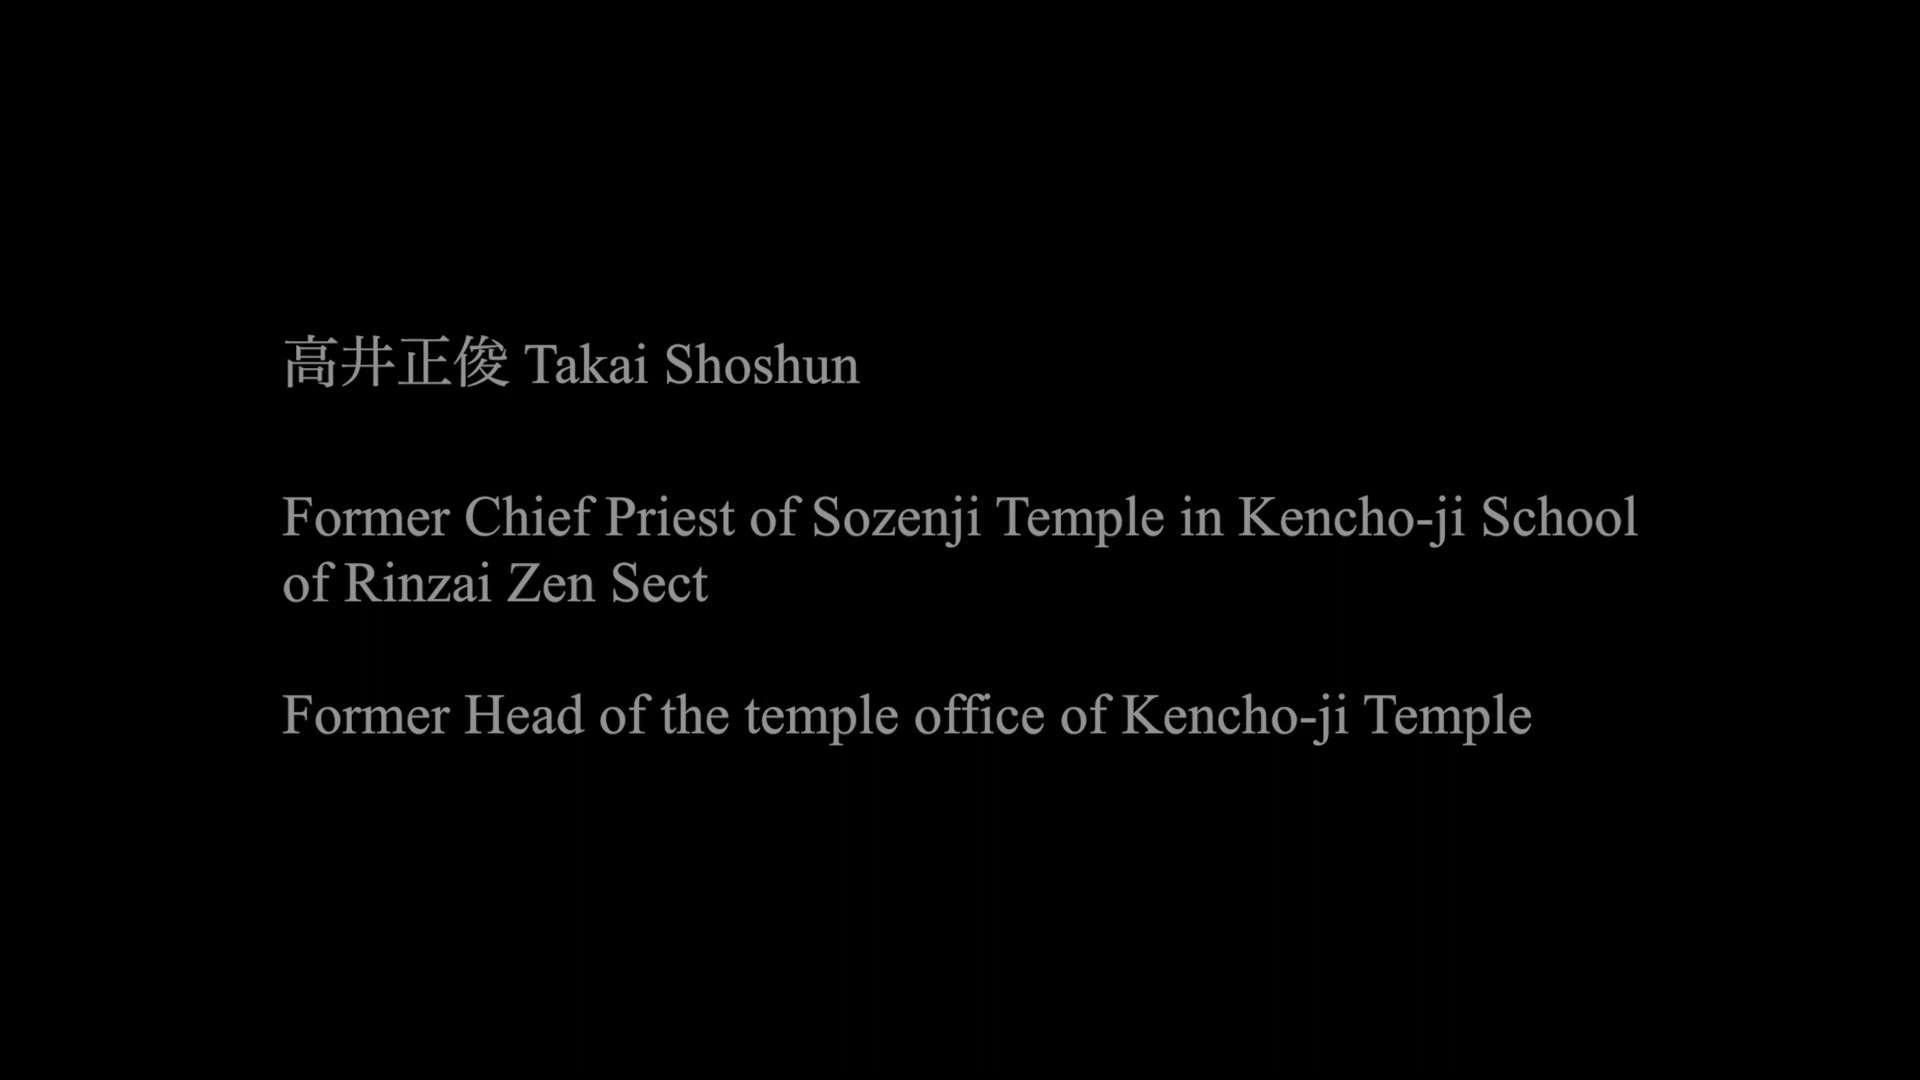 高井正俊 Takai Shoshun
Former Chief Priest of Sozenji Temple in Kencho-ji School
of Rinzai Zen Sect
Former Head of the temple office of Kencho-ji Temple